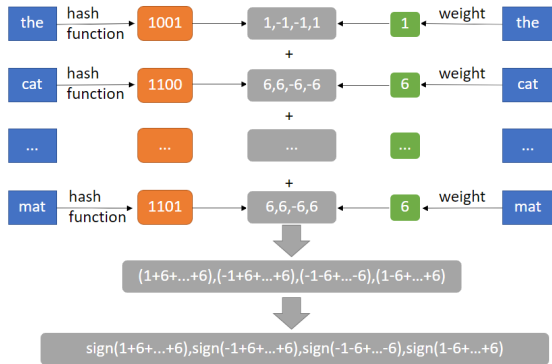 the hash function 1001 1,-1,-1,1 1 weight the
+
cat hash function 1100 6,6,-6,-6 6 weight cat
+
... ... ... ... ...
+
mat hash function 1101 6,6,-6,6 6 weight mat
(1+6+...+6),(-1+6+...+6),(-1-6+...-6),(1-6+...+6)
sign(1+6+...+6),sign(-1+6+...+6),sign(-1-6+...-6),sign(1-6+...+6)